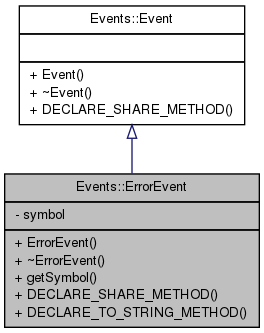 Events::Event
+ Event()
+ ~Event()
+ DECLARE_SHARE_METHOD()
Events::ErrorEvent
- symbol
+ ErrorEvent()
+ ~ErrorEvent()
+ getSymbol()
+ DECLARE_SHARE_METHOD()
+ DECLARE_TO_STRING_METHOD()